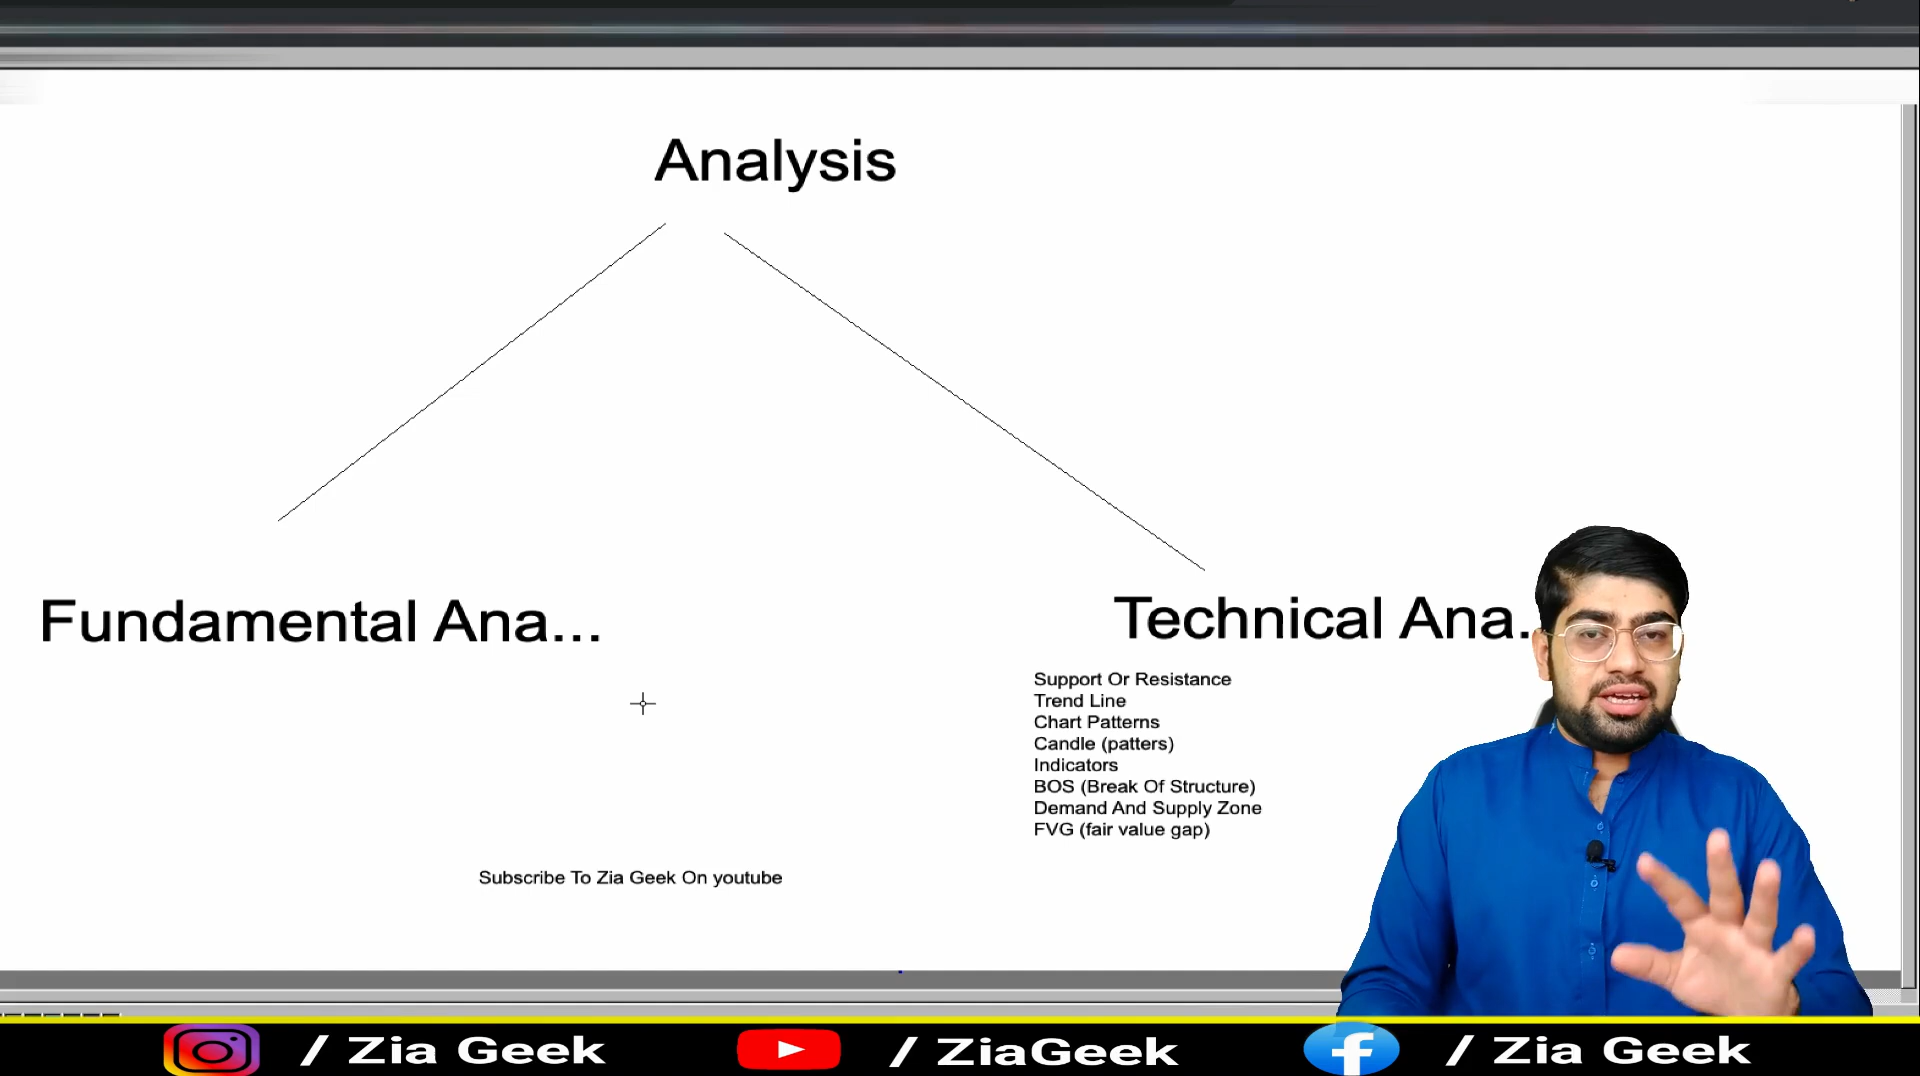 Analysis
Fundamental Ana...
Technical Ana.
Support Or Resistance
Trend Line
Chart Patterns
Candle (patters)
Indicators
BOS (Break Of Structure)
Demand And Supply Zone
FVG (fair value gap)
Subscribe To Zia Geek On youtube
/ Zia Geek
/ ZiaGeek
/ Zia Geek